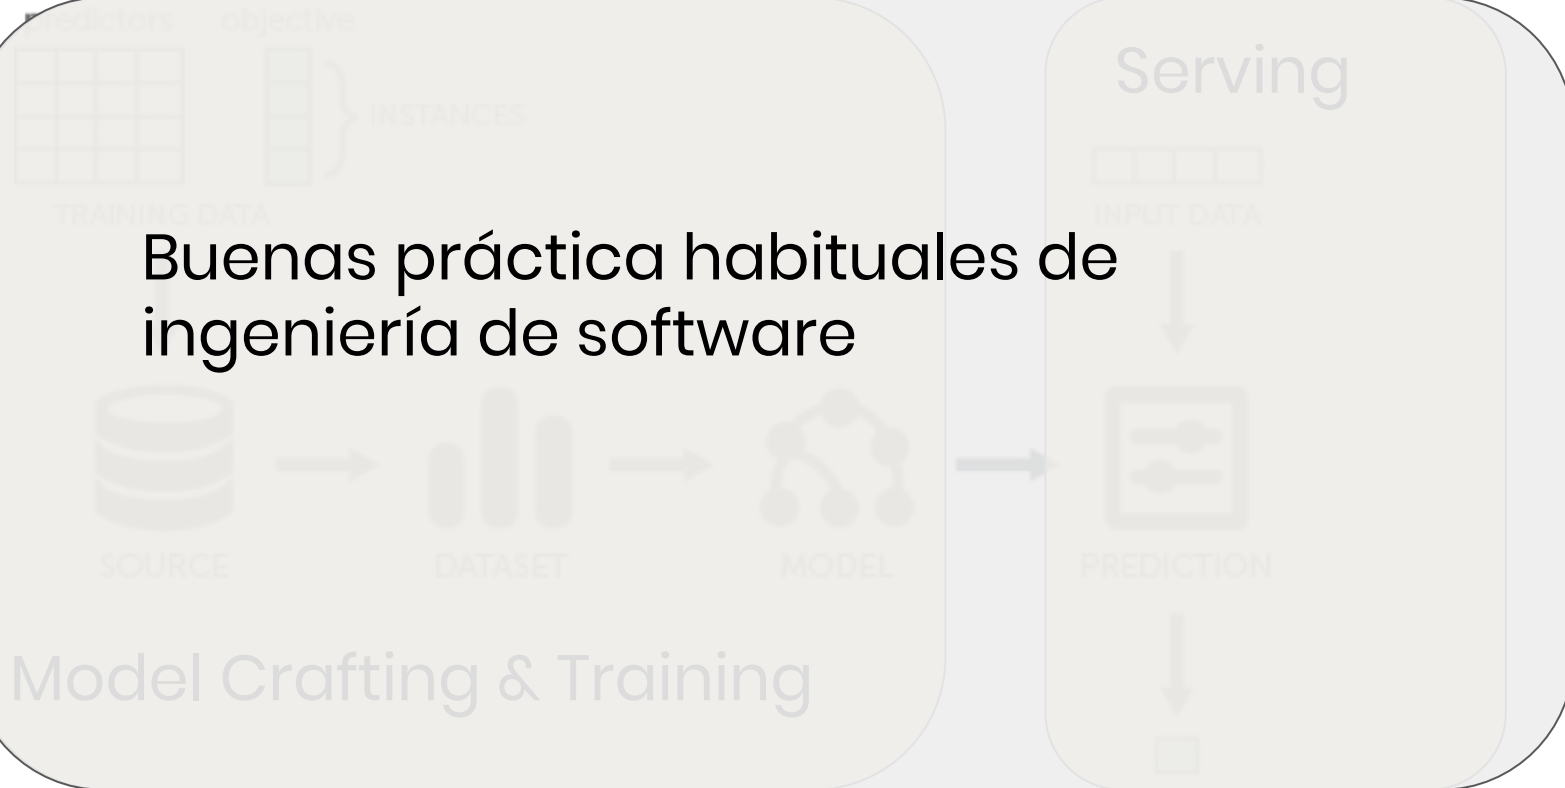 predictors objective
INSTANCES
TRAINING DATA
Serving
INPUT DATA
Buenas práctica habituales de
ingeniería de software
SOURCE
DATASET
MODEL
PREDICTION
Model Crafting & Training